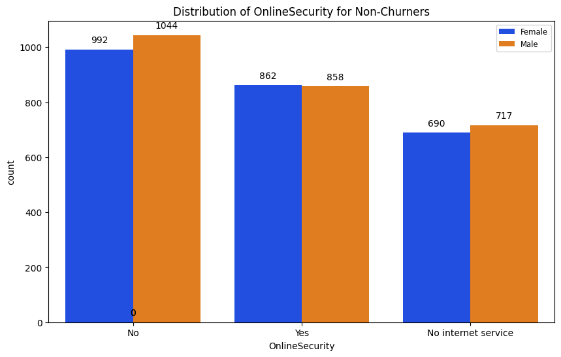 Distribution of OnlineSecurity for Non-Churners
Female
Male
count
1000
800
600
400
200
0
992
1044
862
858
690
717
0
No
Yes
No internet service
OnlineSecurity